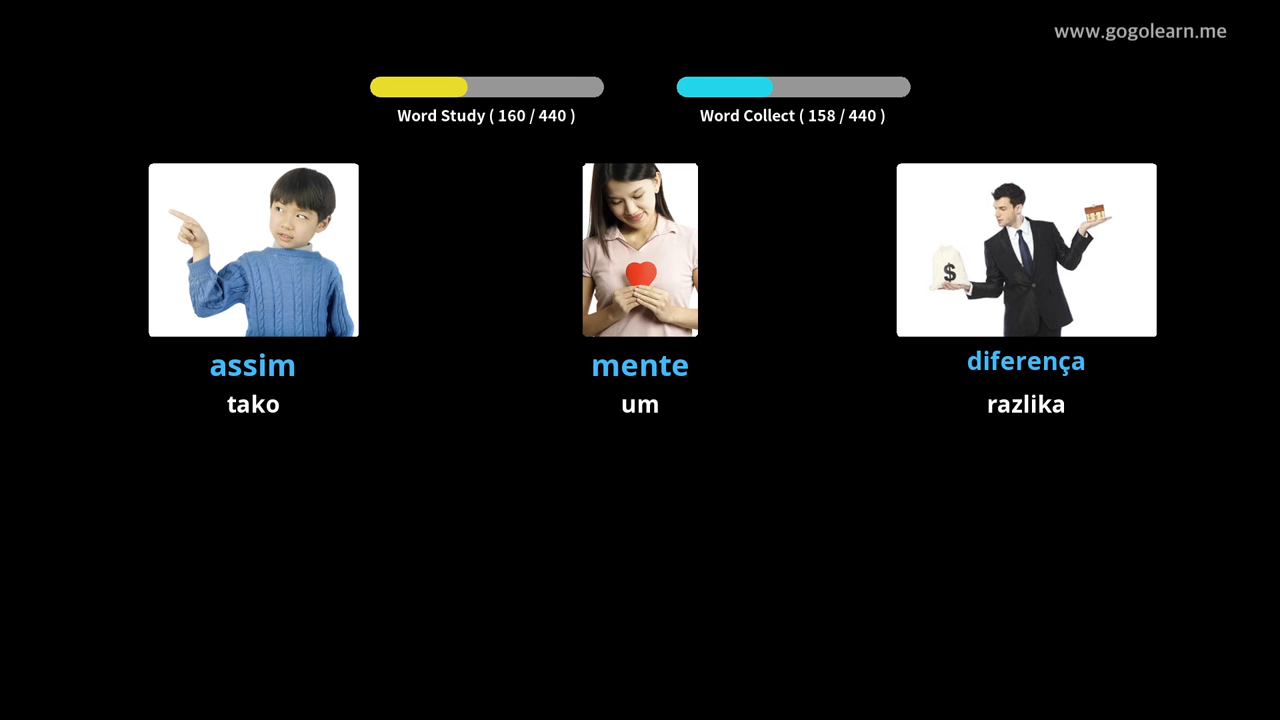 www.gogolearn.me
Word Study ( 160 / 440 )
Word Collect ( 158 / 440 )
$
assim
mente
diferença
tako
um
razlika